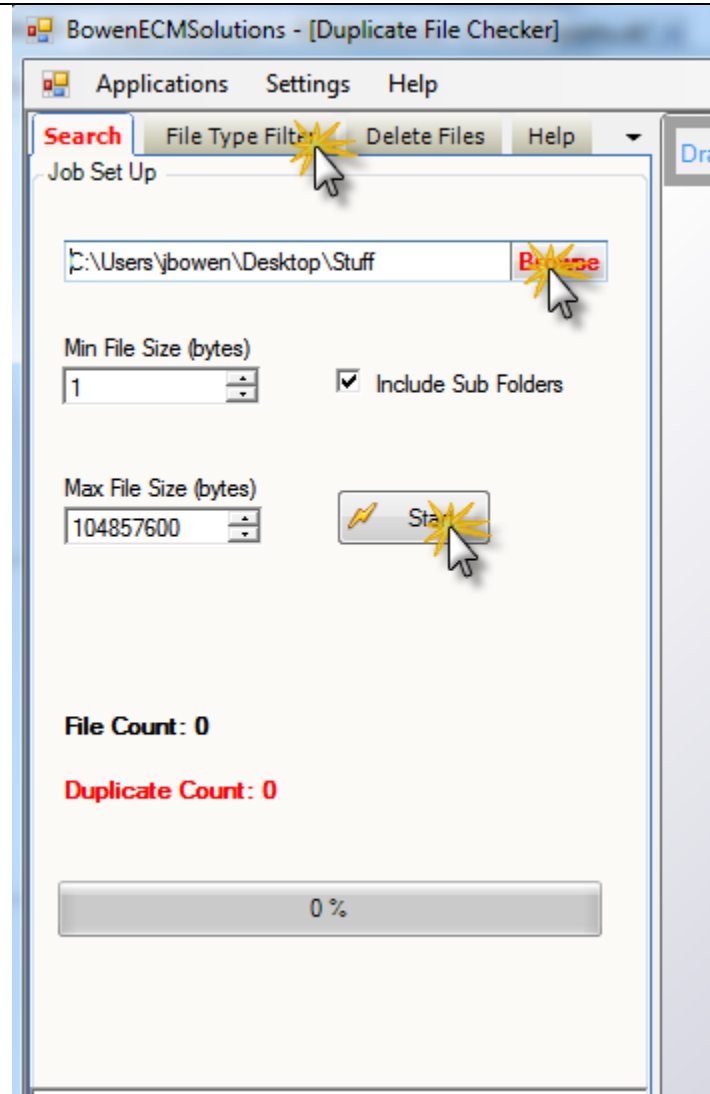 BowenECMSolutions - [Duplicate File Checker]
Applications Settings Help
Search File Type Filter Delete Files Help
Job Set Up
C:\Users\jbowen\Desktop\Stuff Browse
Min File Size (bytes)
1 Include Sub Folders
Max File Size (bytes)
104857600 Start
File Count: 0
Duplicate Count: 0
0 %